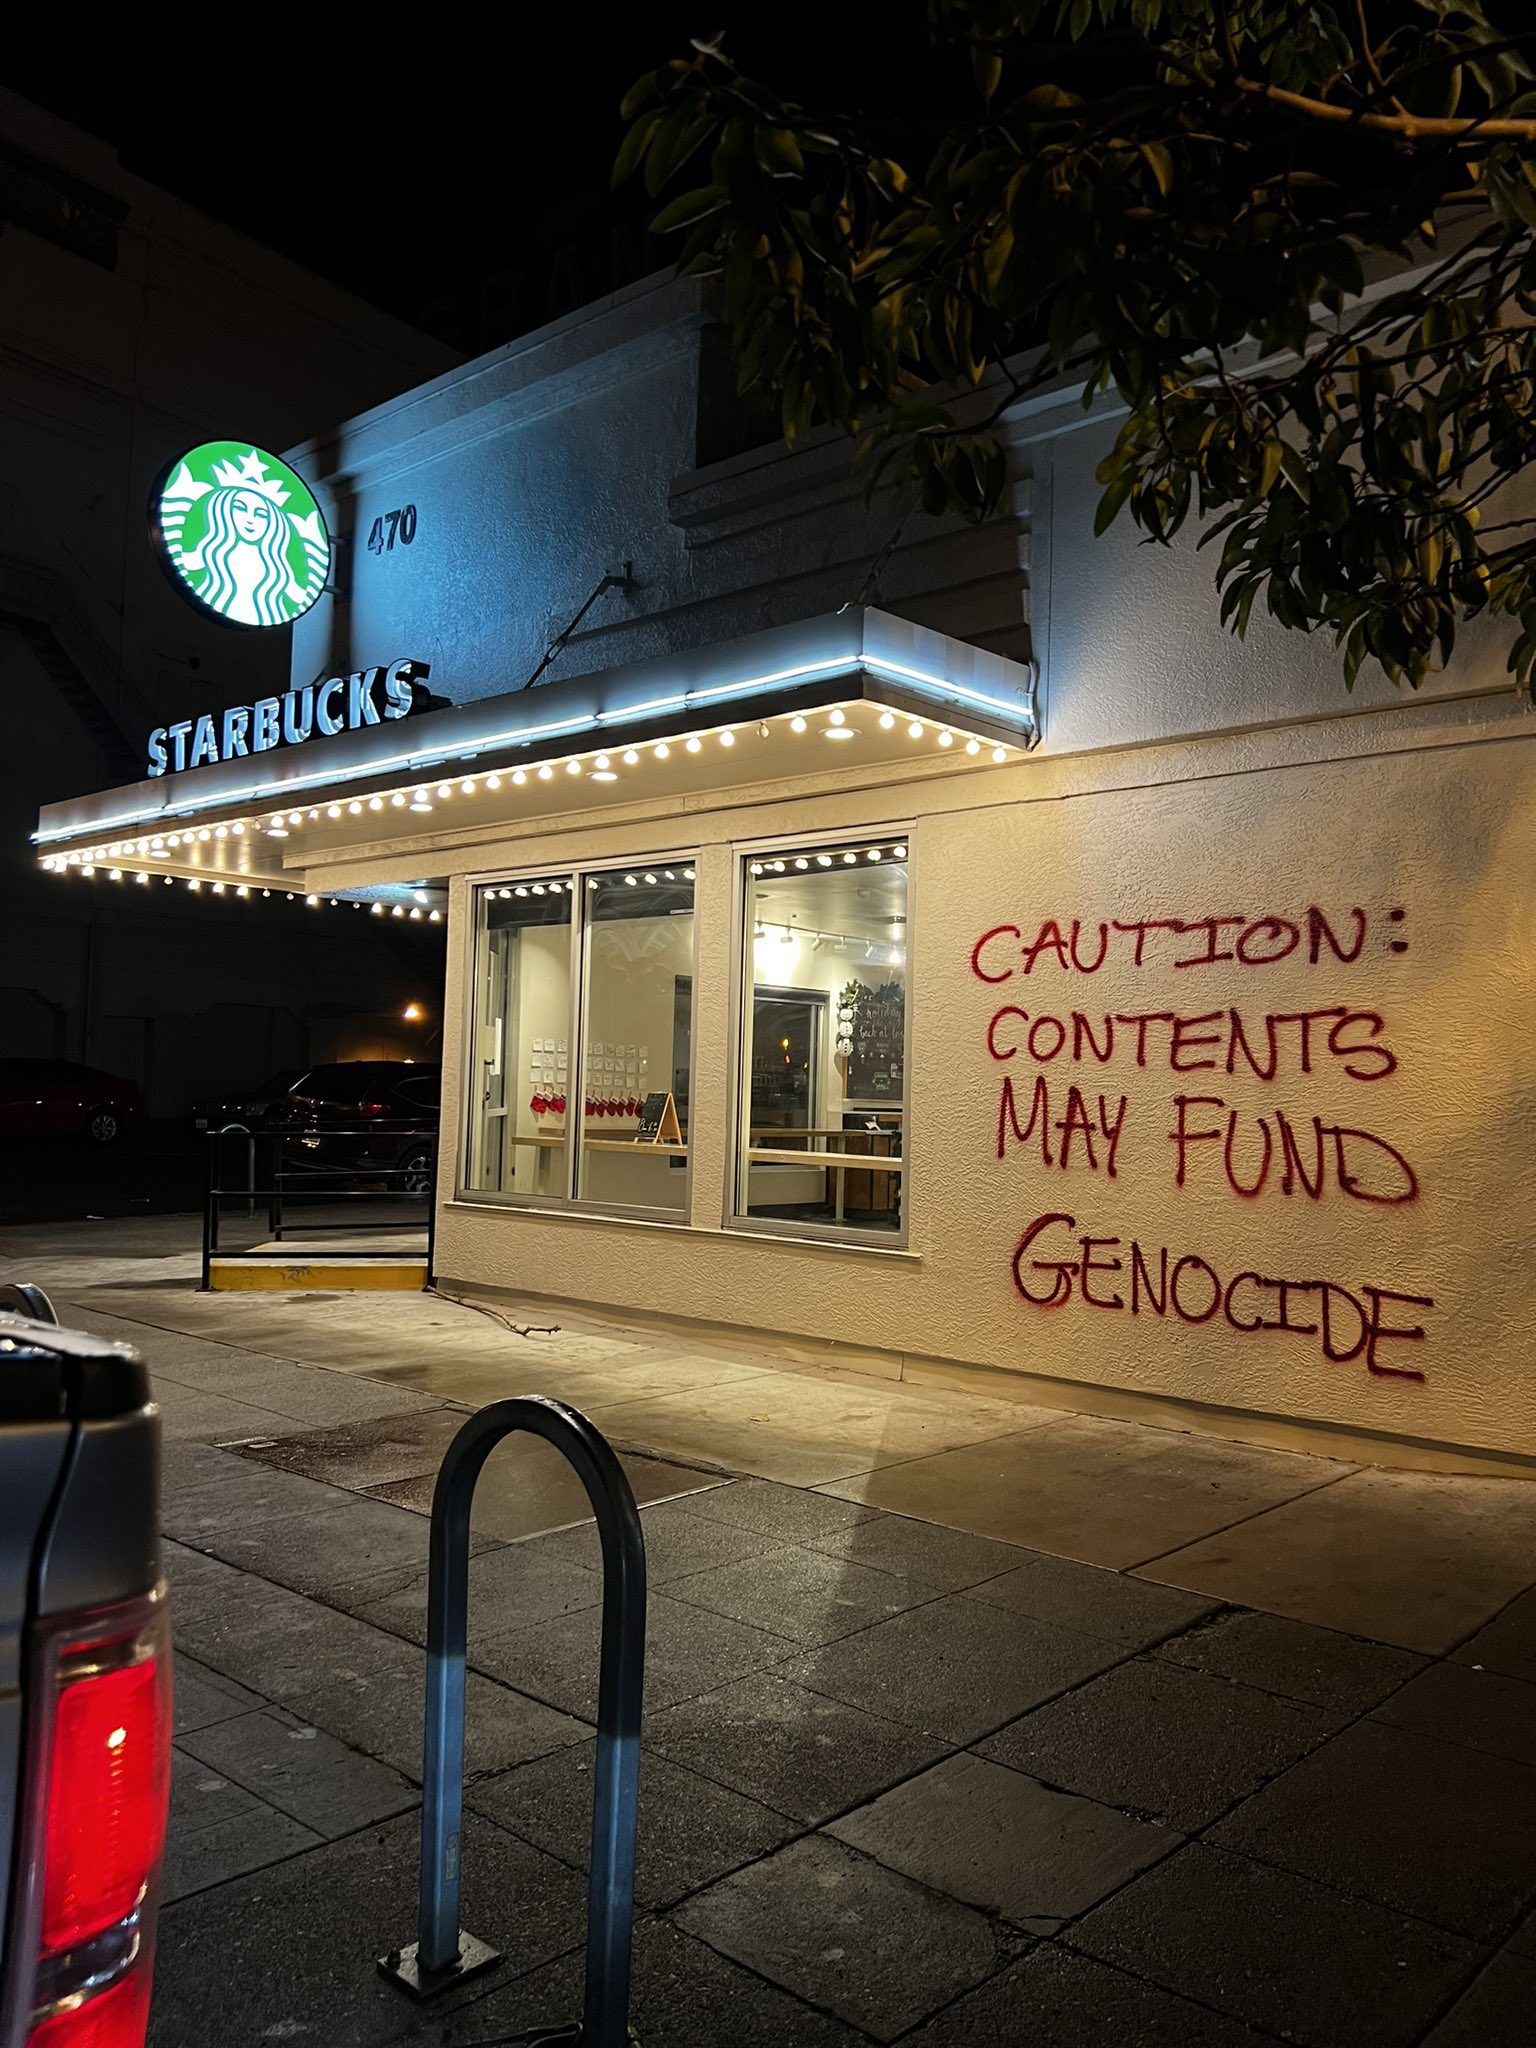 470
STARBUCKS
CAUTION:
CONTENTS
MAY FUND
GENOCIDE